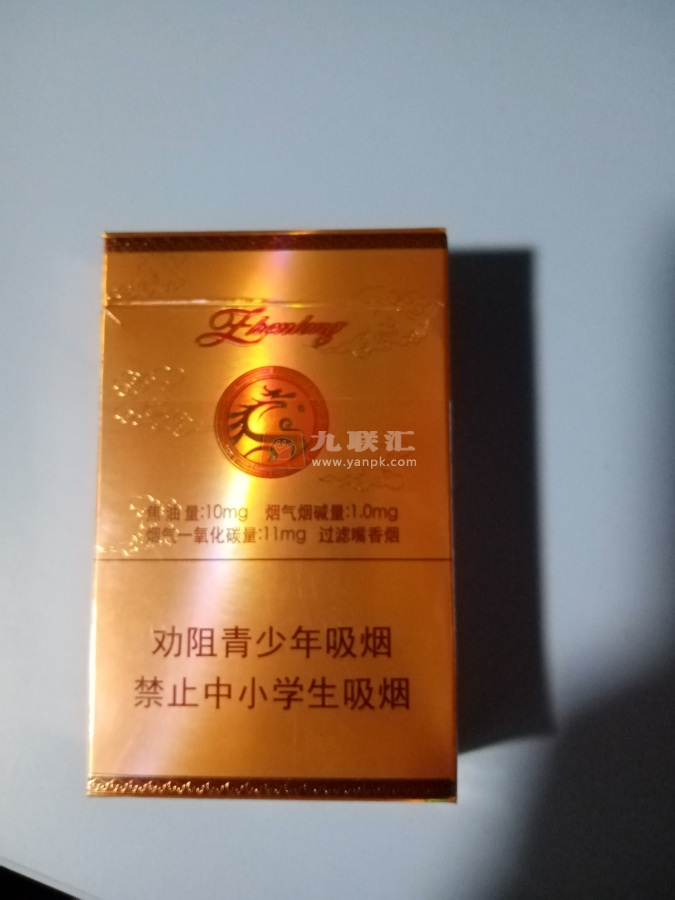 Zhenlong
九联汇
www.yanpk.com
焦油量:10mg 烟气烟碱量:1.0mg
烟气一氧化碳量:11mg 过滤嘴香烟
劝阻青少年吸烟
禁止中小学生吸烟